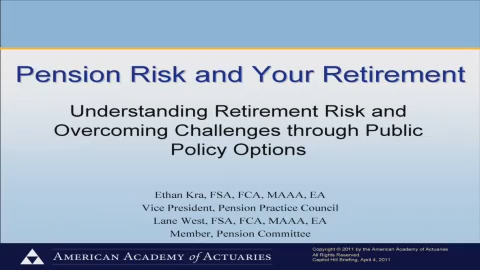 Pension Risk and Your Retirement
Understanding Retirement Risk and
Overcoming Challenges through Public
Policy Options
Ethan Kra, FSA, FCA, MAAA, EA
Vice President, Pension Practice Council
Lane West, FSA, FCA, MAAA, EA
Member, Pension Committee
AMERICAN ACADEMY of ACTUARIES
Copyright © 2011 by the American Academy of Actuaries
All Rights Reserved.
Capitol Hill Briefing, April 4, 2011